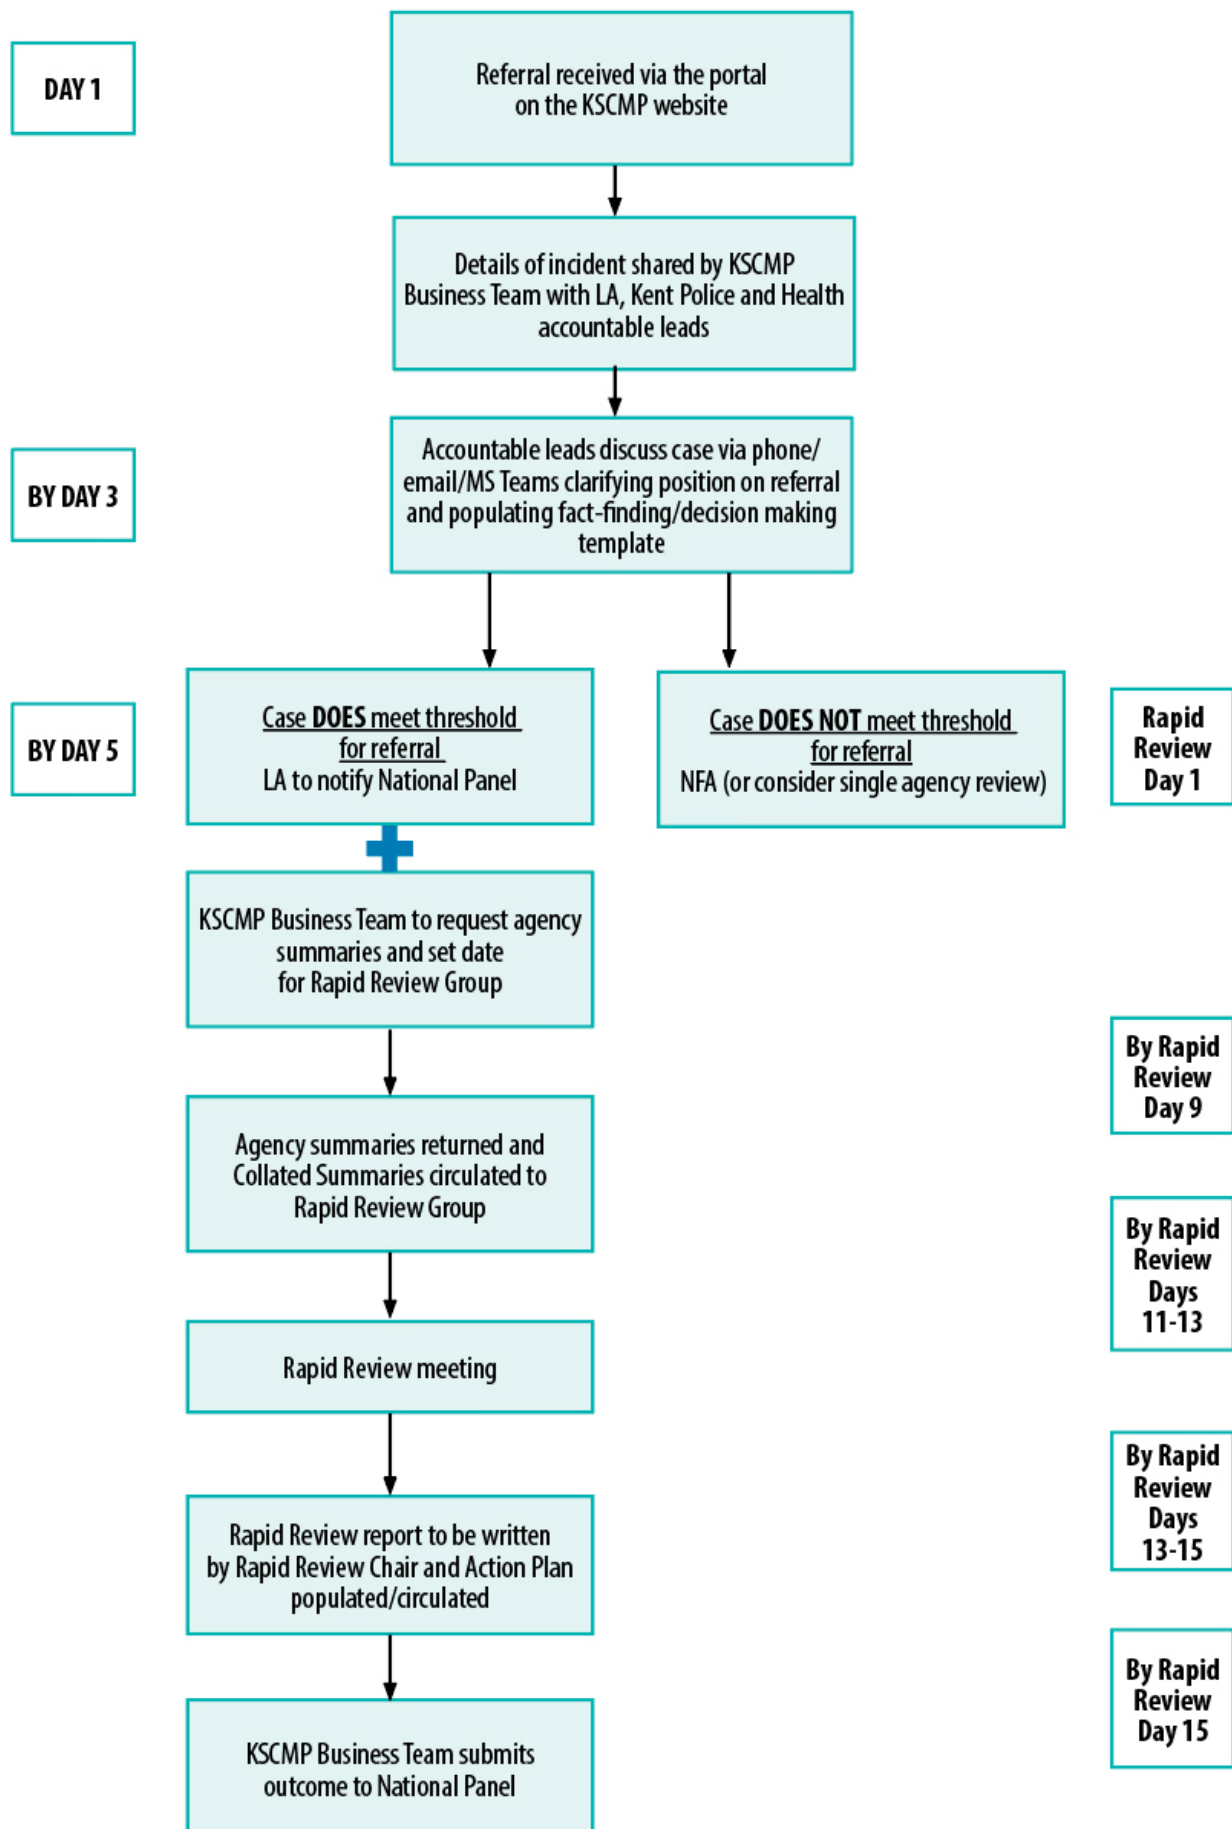 DAY 1
Referral received via the portal
on the KSCMP website
Details of incident shared by KSCMP
Business Team with LA, Kent Police and Health
accountable leads
BY DAY 3
Accountable leads discuss case via phone/
email/MS Teams clarifying position on referral
and populating fact-finding/decision making
template
BY DAY 5
Case DOES meet threshold
for referral
LA to notify National Panel
Case DOES NOT meet threshold
for referral
NFA (or consider single agency review)
Rapid
Review
Day 1
KSCMP Business Team to request agency
summaries and set date
for Rapid Review Group
By Rapid
Review
Day 9
Agency summaries returned and
Collated Summaries circulated to
Rapid Review Group
By Rapid
Review
Days
11-13
Rapid Review meeting
By Rapid
Review
Days
13-15
Rapid Review report to be written
by Rapid Review Chair and Action Plan
populated/circulated
By Rapid
Review
Day 15
KSCMP Business Team submits
outcome to National Panel